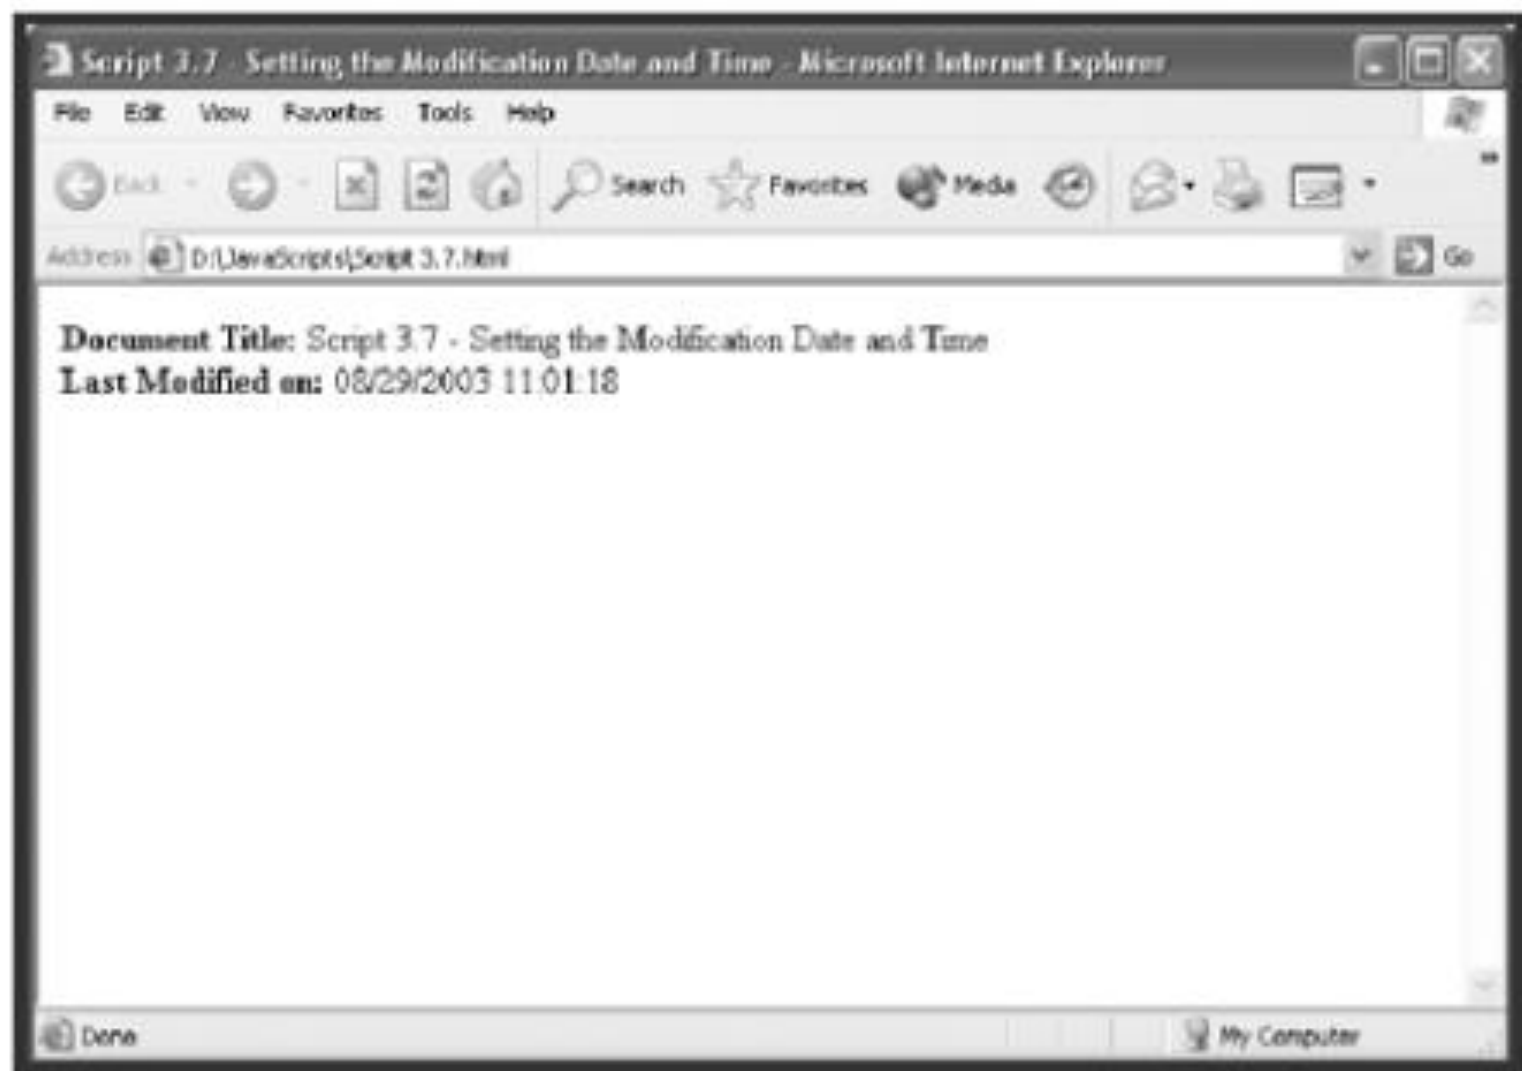 Script 3.7 - Setting the Modification Date and Time - Microsoft Internet Explorer
File Edit View Favorites Tools Help
Back Search Favorites Media
Address D:\JavaScripts\Script 3.7.html Go
Document Title: Script 3.7 - Setting the Modification Date and Time
Last Modified on: 08/29/2003 11:01:18
Done My Computer